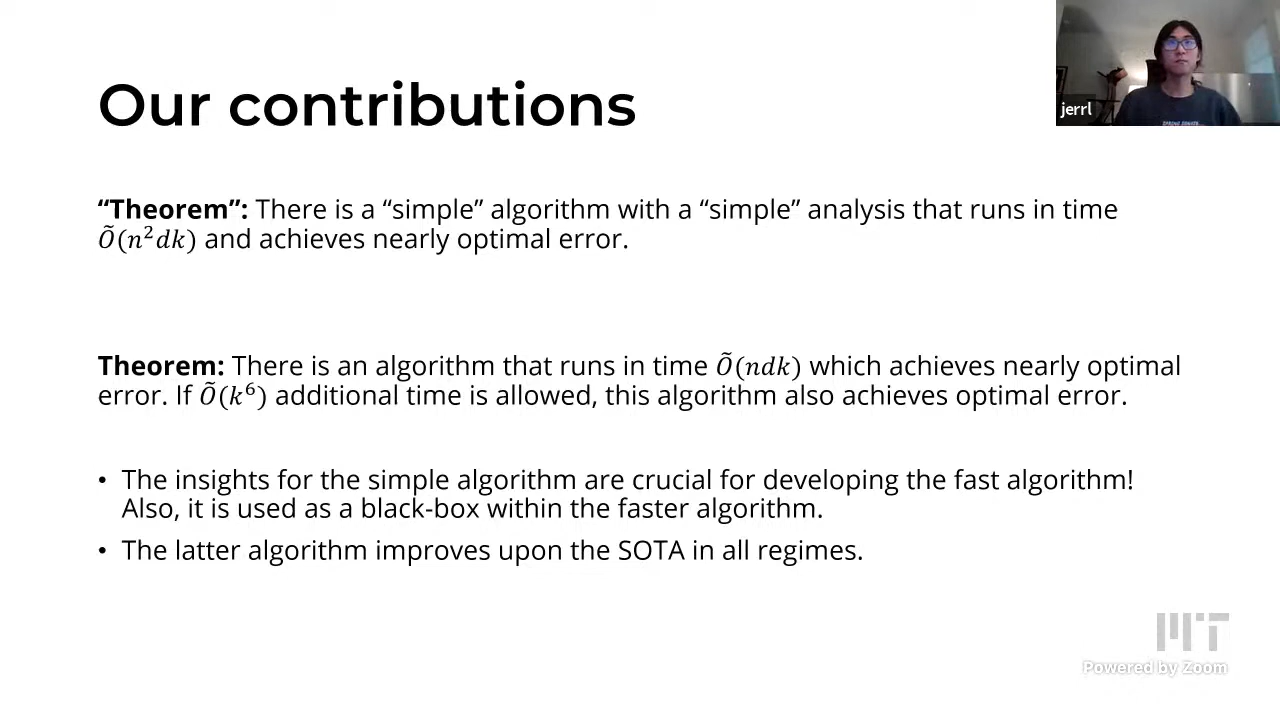 Our contributions
jerrl
“Theorem”: There is a “simple” algorithm with a “simple” analysis that runs in time
Õ(n²dk) and achieves nearly optimal error.
Theorem: There is an algorithm that runs in time Õ(ndk) which achieves nearly optimal
error. If Õ(k⁶) additional time is allowed, this algorithm also achieves optimal error.
• The insights for the simple algorithm are crucial for developing the fast algorithm!
Also, it is used as a black-box within the faster algorithm.
• The latter algorithm improves upon the SOTA in all regimes.
MIT
Powered by Zoom